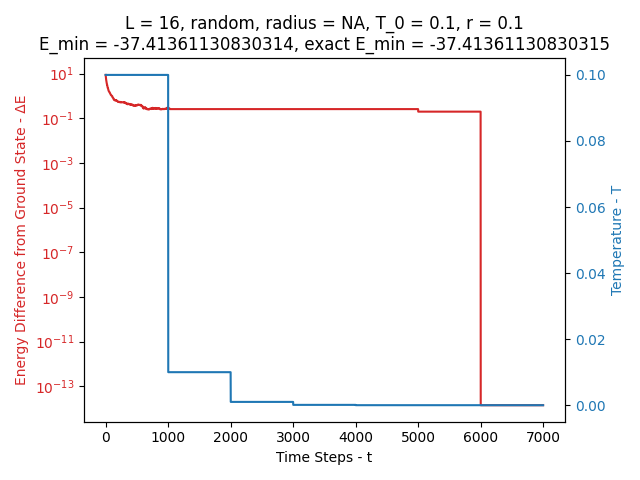 L = 16, random, radius = NA, T_0 = 0.1, r = 0.1
E_min = -37.41361130830314, exact E_min = -37.41361130830315
10¹
10⁻¹
10⁻³
10⁻⁵
10⁻⁷
10⁻⁹
10⁻¹¹
10⁻¹³
Energy Difference from Ground State - ΔE
0.10
0.08
0.06
0.04
0.02
0.00
Temperature - T
0 1000 2000 3000 4000 5000 6000 7000
Time Steps - t